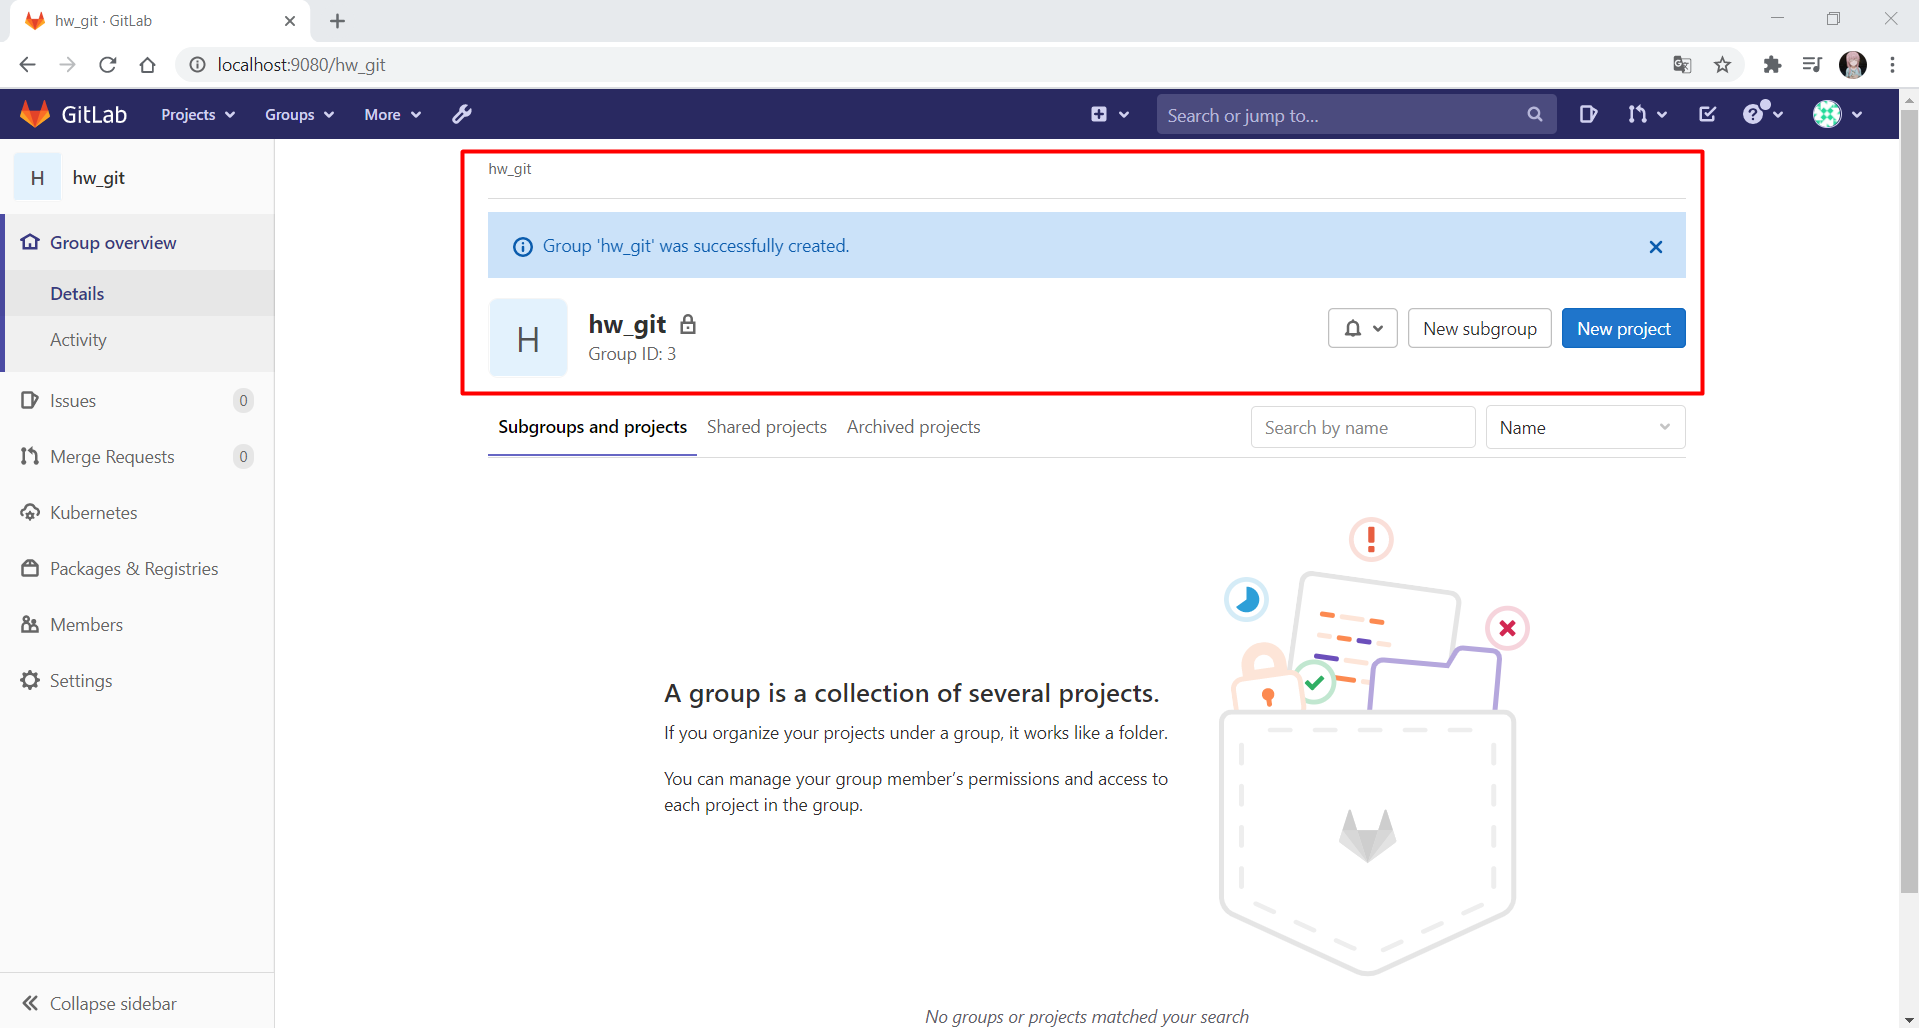 hw_git · GitLab
localhost:9080/hw_git
GitLab
Projects
Groups
More
Search or jump to...
H
hw_git
Group overview
Details
Activity
Issues
0
Merge Requests
0
Kubernetes
Packages & Registries
Members
Settings
Collapse sidebar
hw_git
Group 'hw_git' was successfully created.
H
hw_git
Group ID: 3
New subgroup
New project
Subgroups and projects
Shared projects
Archived projects
Search by name
Name
A group is a collection of several projects.
If you organize your projects under a group, it works like a folder.
You can manage your group member’s permissions and access to
each project in the group.
No groups or projects matched your search